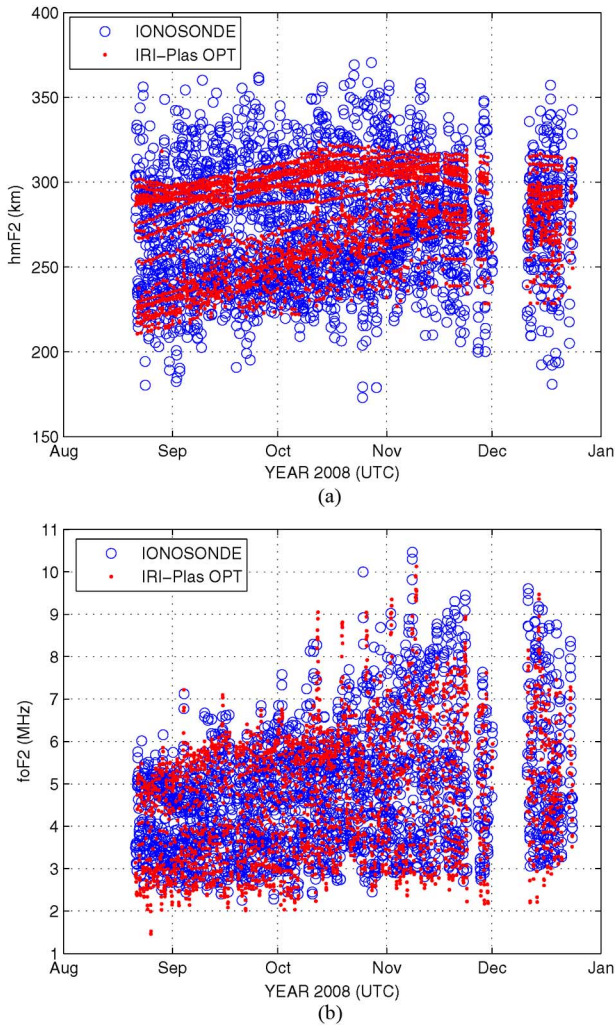 400
350
300
250
200
150
hmF2 (km)
IONOSONDE
IRI-Plas OPT
Aug Sep Oct Nov Dec Jan
YEAR 2008 (UTC)
(a)
11
10
9
8
7
6
5
4
3
2
1
foF2 (MHz)
IONOSONDE
IRI-Plas OPT
Aug Sep Oct Nov Dec Jan
YEAR 2008 (UTC)
(b)